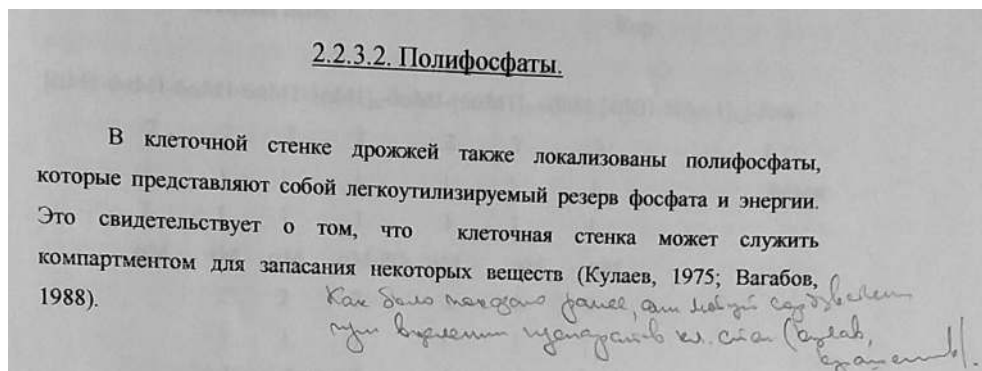 2.2.3.2. Полифосфаты.
В клеточной стенке дрожжей также локализованы полифосфаты,
которые представляют собой легкоутилизируемый резерв фосфата и энергии.
Это свидетельствует о том, что клеточная стенка может служить
компартментом для запасания некоторых веществ (Кулаев, 1975; Вагабов,
1988).
Как было показано ранее, они могут
при выделении препаратов кл. стен